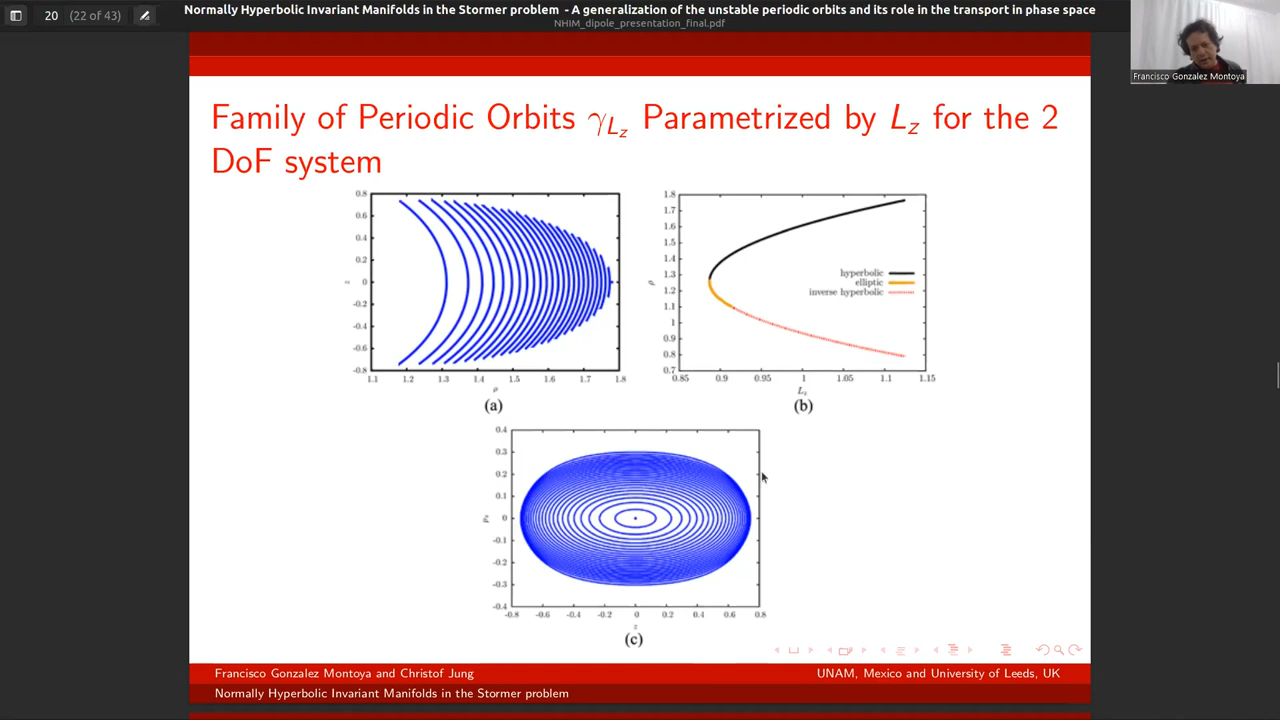 20 (22 of 43)
Normally Hyperbolic Invariant Manifolds in the Stormer problem - A generalization of the unstable periodic orbits and its role in the transport in phase space
NHIM_dipole_presentation_final.pdf
Francisco Gonzalez Montoya
Family of Periodic Orbits γ_{L_z} Parametrized by L_z for the 2
DoF system
0.8
0.6
0.4
0.2
0
-0.2
-0.4
-0.6
-0.8
z
1.1 1.2 1.3 1.4 1.5 1.6 1.7 1.8
ρ
(a)
1.8
1.7
1.6
1.5
1.4
1.3
1.2
1.1
1
0.9
0.8
0.7
ρ
hyperbolic
elliptic
inverse hyperbolic
0.85 0.9 0.95 1 1.05 1.1 1.15
L_z
(b)
0.4
0.3
0.2
0.1
0
-0.1
-0.2
-0.3
-0.4
p_z
-0.8 -0.6 -0.4 -0.2 0 0.2 0.4 0.6 0.8
z
(c)
Francisco Gonzalez Montoya and Christof Jung UNAM, Mexico and University of Leeds, UK
Normally Hyperbolic Invariant Manifolds in the Stormer problem